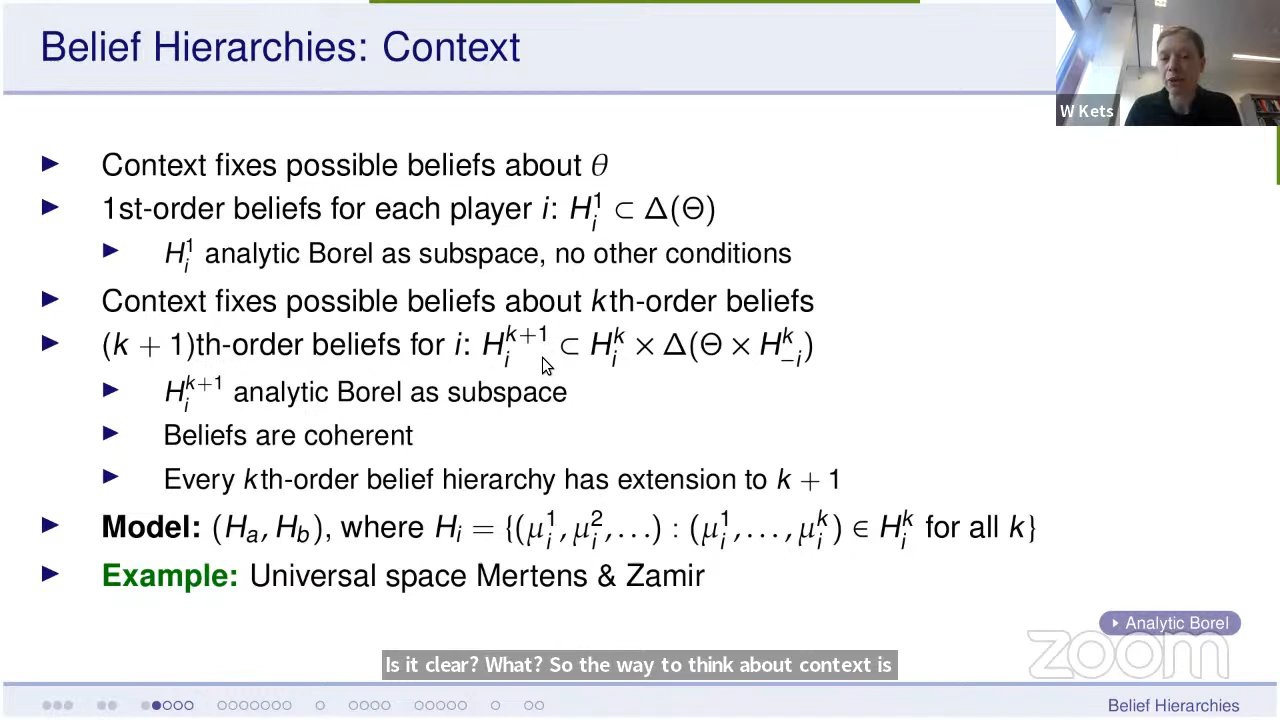 Belief Hierarchies: Context
W Kets
▶ Context fixes possible beliefs about θ
▶ 1st-order beliefs for each player i: H_i^1 ⊂ Δ(Θ)
▶ H_i^1 analytic Borel as subspace, no other conditions
▶ Context fixes possible beliefs about kth-order beliefs
▶ (k + 1)th-order beliefs for i: H_i^{k+1} ⊂ H_i^k × Δ(Θ × H_{−i}^k)
▶ H_i^{k+1} analytic Borel as subspace
▶ Beliefs are coherent
▶ Every kth-order belief hierarchy has extension to k + 1
▶ Model: (H_a, H_b), where H_i = {(μ_i^1, μ_i^2, …) : (μ_i^1, …, μ_i^k) ∈ H_i^k for all k}
▶ Example: Universal space Mertens & Zamir
▶ Analytic Borel
zoom
Is it clear? What? So the way to think about context is
Belief Hierarchies